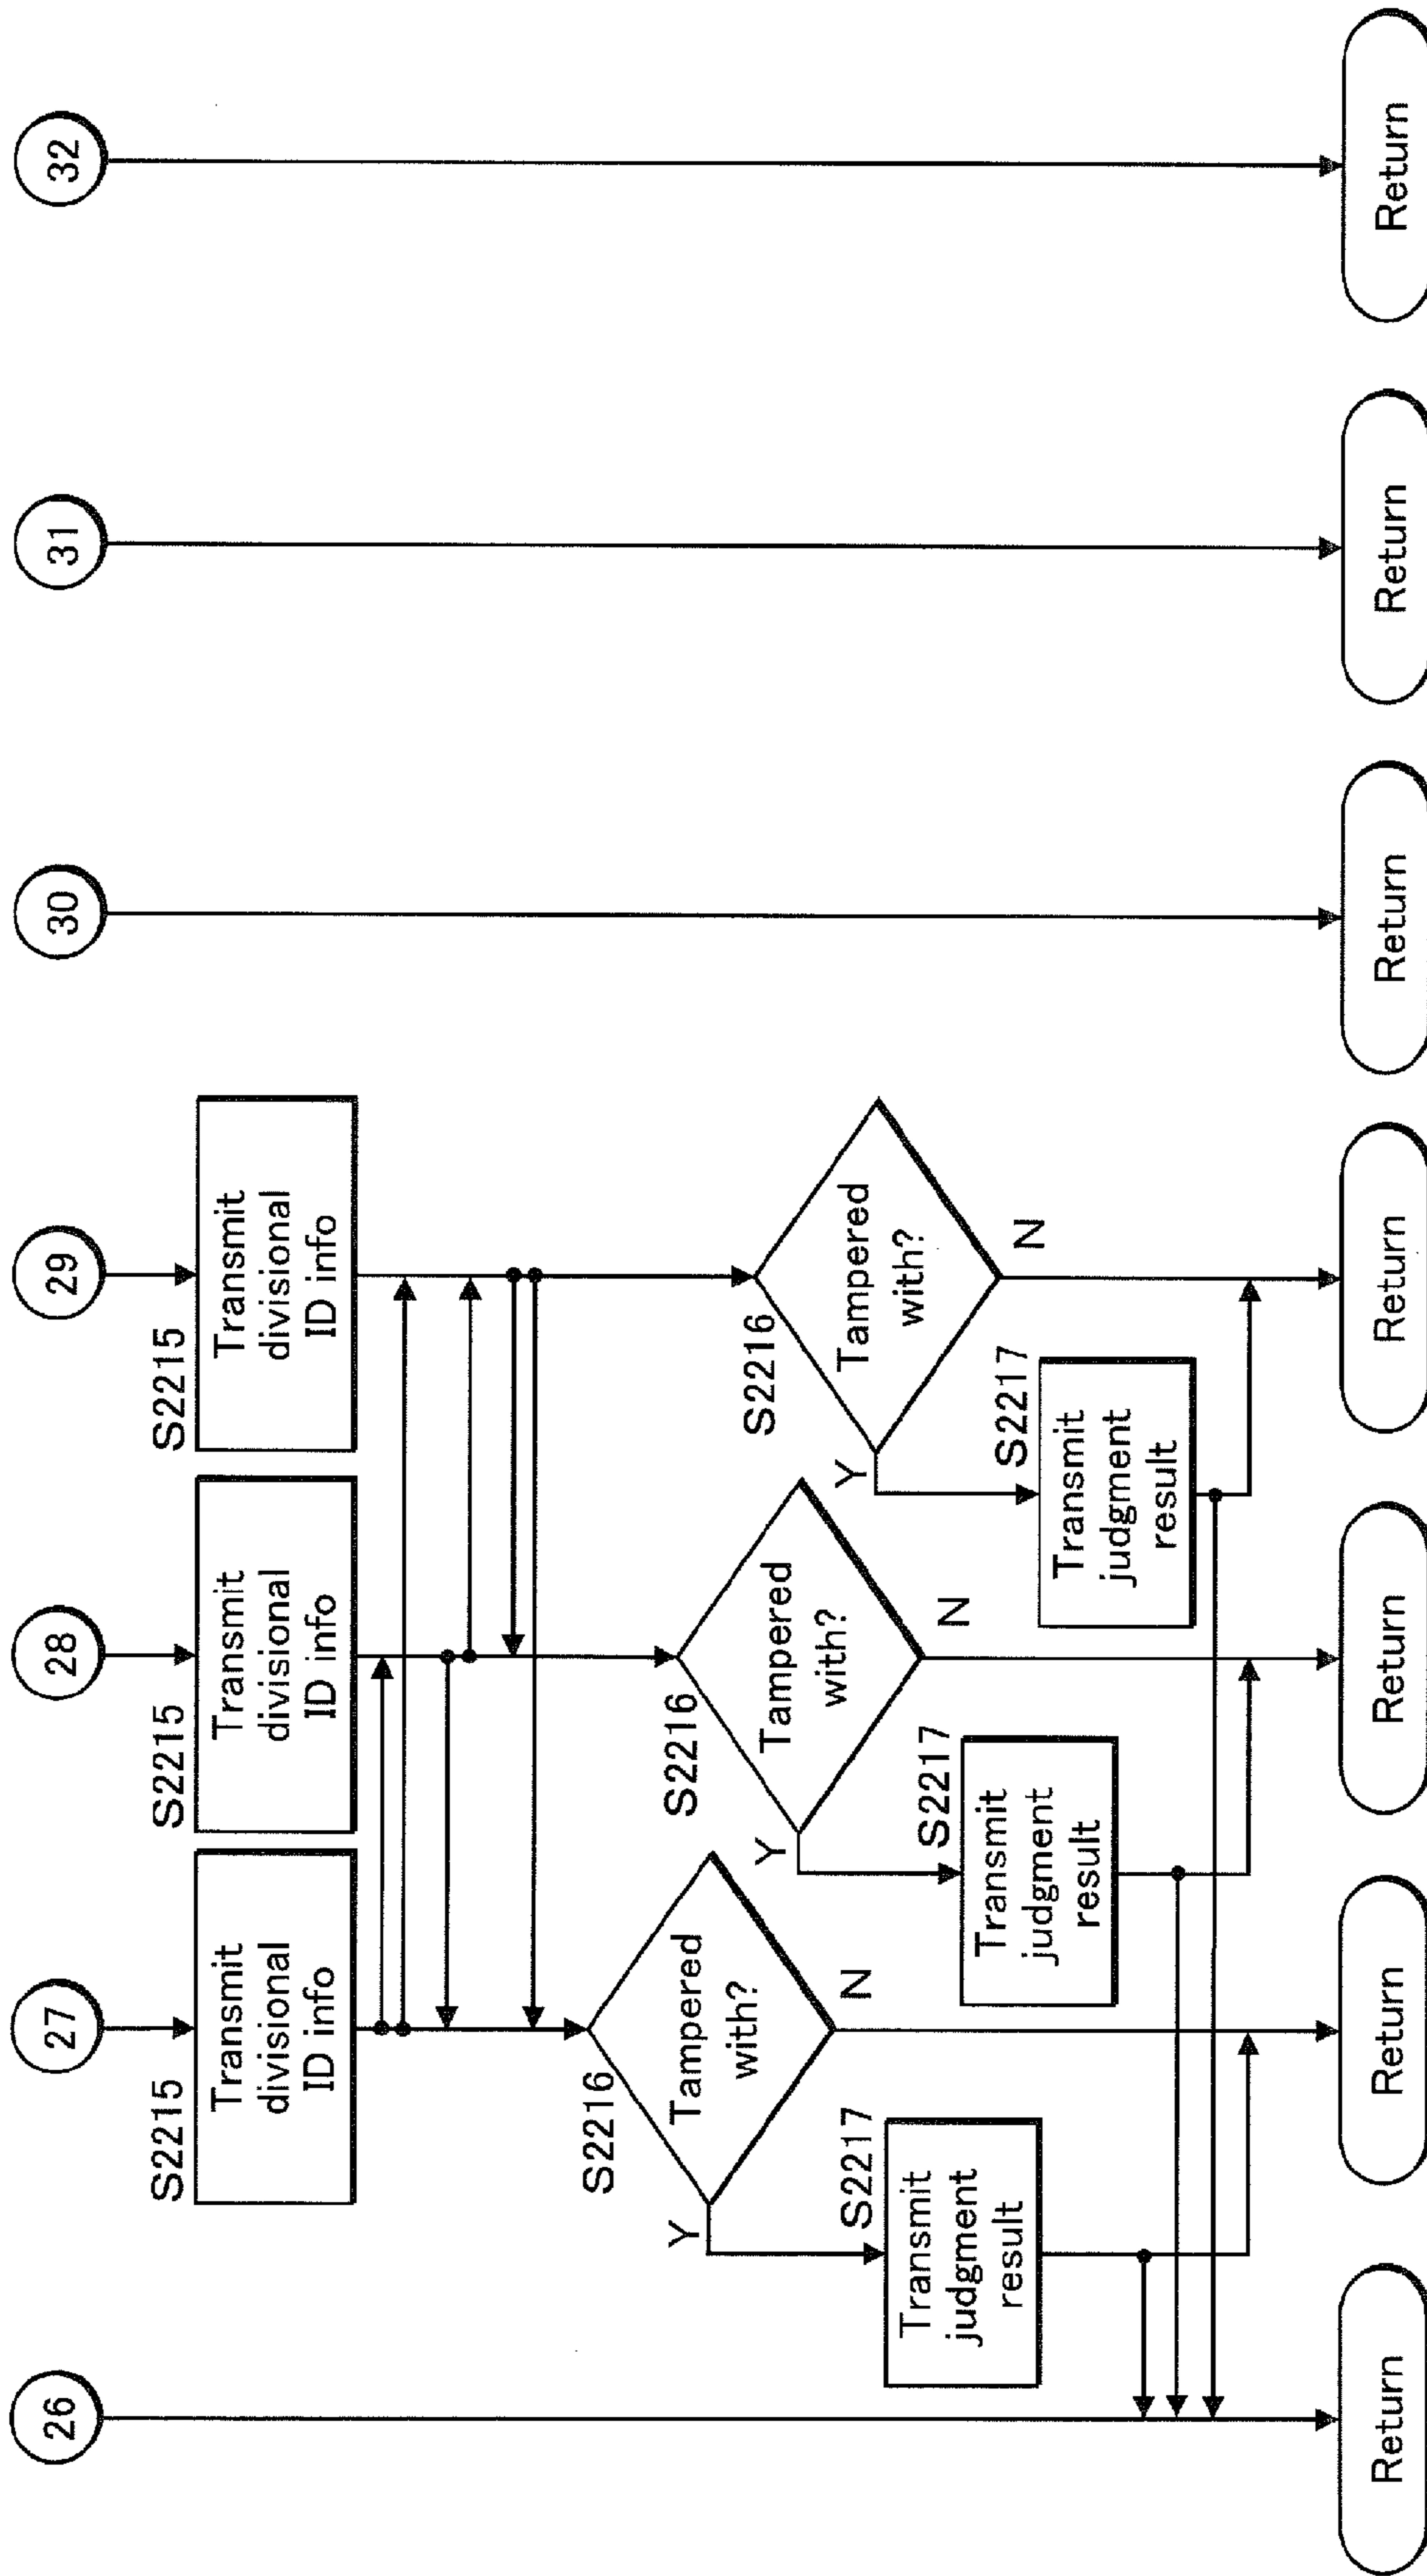 26
27
28
29
30
31
32
S2215
Transmit
divisional
ID info
S2215
Transmit
divisional
ID info
S2215
Transmit
divisional
ID info
S2216
Tampered
with?
Y
N
S2216
Tampered
with?
Y
N
S2216
Tampered
with?
Y
N
S2217
Transmit
judgment
result
S2217
Transmit
judgment
result
S2217
Transmit
judgment
result
Return
Return
Return
Return
Return
Return
Return